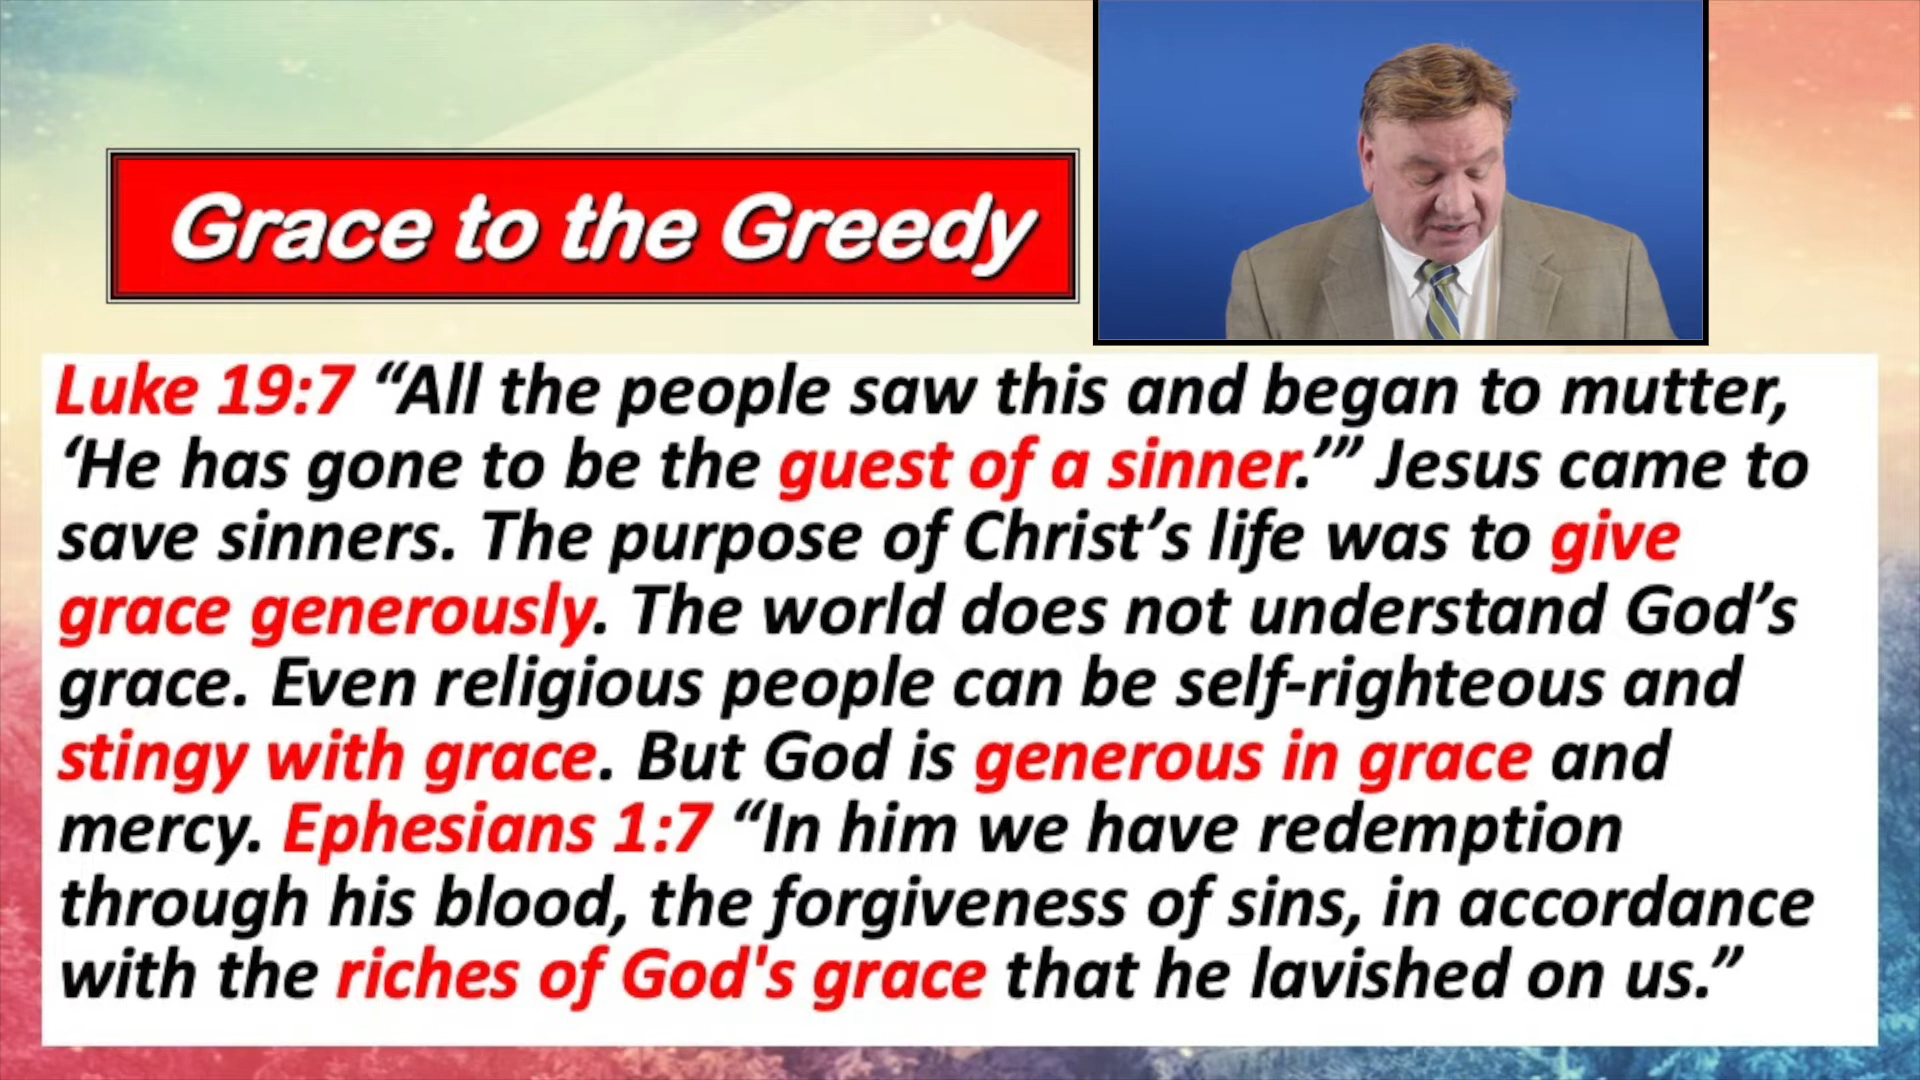 Grace to the Greedy
Luke 19:7 “All the people saw this and began to mutter,
‘He has gone to be the guest of a sinner.’” Jesus came to
save sinners. The purpose of Christ’s life was to give
grace generously. The world does not understand God’s
grace. Even religious people can be self-righteous and
stingy with grace. But God is generous in grace and
mercy. Ephesians 1:7 “In him we have redemption
through his blood, the forgiveness of sins, in accordance
with the riches of God's grace that he lavished on us.”